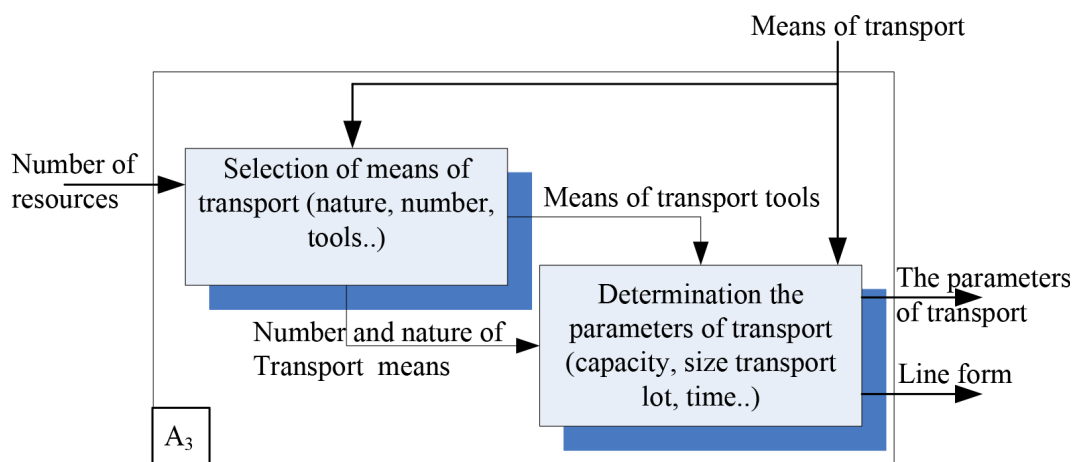 Means of transport
Number of
resources
Selection of means of
transport (nature, number,
tools..)
Means of transport tools
Number and nature of
Transport means
Determination the
parameters of transport
(capacity, size transport
lot, time..)
The parameters
of transport
Line form
A3